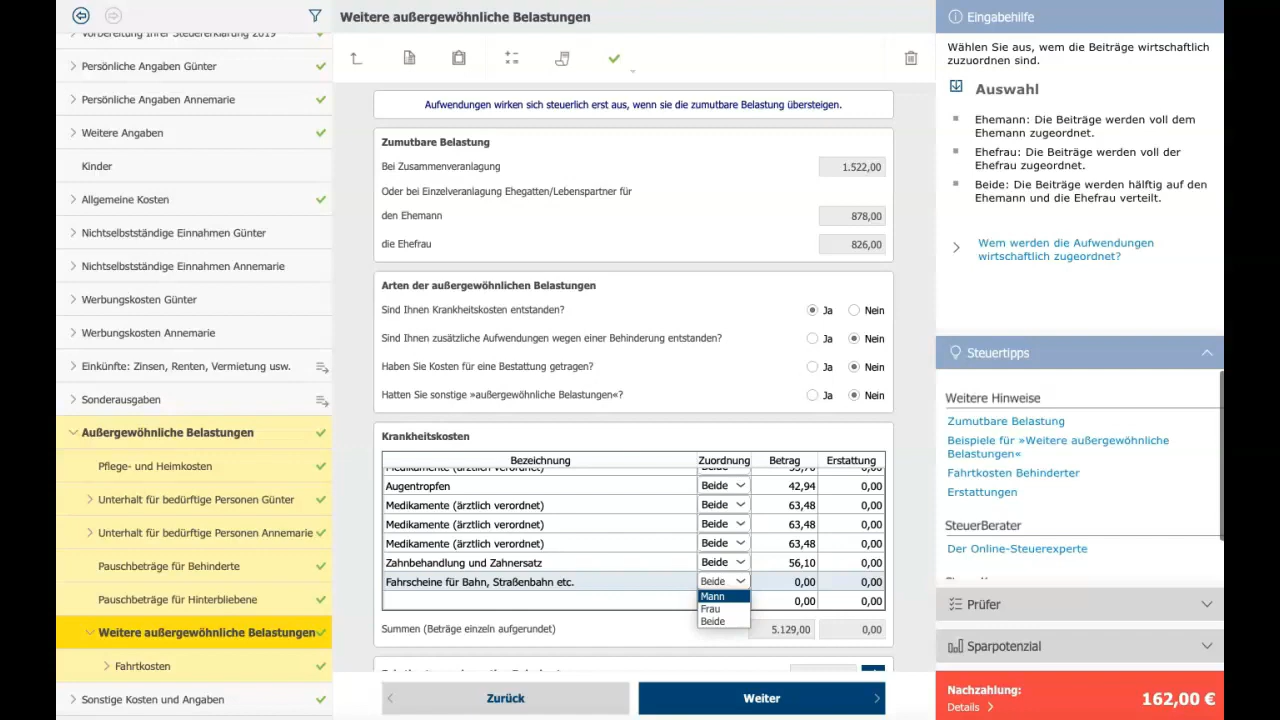 Vorbereitung Ihrer Steuererklärung 2019
Persönliche Angaben Günter
Persönliche Angaben Annemarie
Weitere Angaben
Kinder
Allgemeine Kosten
Nichtselbstständige Einnahmen Günter
Nichtselbstständige Einnahmen Annemarie
Werbungskosten Günter
Werbungskosten Annemarie
Einkünfte: Zinsen, Renten, Vermietung usw.
Sonderausgaben
Außergewöhnliche Belastungen
Pflege- und Heimkosten
Unterhalt für bedürftige Personen Günter
Unterhalt für bedürftige Personen Annemarie
Pauschbeträge für Behinderte
Pauschbeträge für Hinterbliebene
Weitere außergewöhnliche Belastungen
Fahrtkosten
Sonstige Kosten und Angaben
Weitere außergewöhnliche Belastungen
Aufwendungen wirken sich steuerlich erst aus, wenn sie die zumutbare Belastung übersteigen.
Zumutbare Belastung
Bei Zusammenveranlagung 1.522,00
Oder bei Einzelveranlagung Ehegatten/Lebenspartner für
den Ehemann 878,00
die Ehefrau 826,00
Arten der außergewöhnlichen Belastungen
Sind Ihnen Krankheitskosten entstanden? Ja Nein
Sind Ihnen zusätzliche Aufwendungen wegen einer Behinderung entstanden? Ja Nein
Haben Sie Kosten für eine Bestattung getragen? Ja Nein
Hatten Sie sonstige »außergewöhnliche Belastungen«? Ja Nein
Krankheitskosten
Bezeichnung Zuordnung Betrag Erstattung
Medikamente (ärztlich verordnet) Beide 0,00
Augentropfen Beide 42,94 0,00
Medikamente (ärztlich verordnet) Beide 63,48 0,00
Medikamente (ärztlich verordnet) Beide 63,48 0,00
Medikamente (ärztlich verordnet) Beide 63,48 0,00
Zahnbehandlung und Zahnersatz Beide 56,10 0,00
Fahrscheine für Bahn, Straßenbahn etc. Beide 0,00 0,00
Mann 0,00 0,00
Frau
Beide
Summen (Beträge einzeln aufgerundet) 5.129,00 0,00
Zurück
Weiter
Eingabehilfe
Wählen Sie aus, wem die Beiträge wirtschaftlich
zuzuordnen sind.
Auswahl
Ehemann: Die Beiträge werden voll dem
Ehemann zugeordnet.
Ehefrau: Die Beiträge werden voll der
Ehefrau zugeordnet.
Beide: Die Beiträge werden hälftig auf den
Ehemann und die Ehefrau verteilt.
Wem werden die Aufwendungen
wirtschaftlich zugeordnet?
Steuertipps
Weitere Hinweise
Zumutbare Belastung
Beispiele für »Weitere außergewöhnliche
Belastungen«
Fahrtkosten Behinderter
Erstattungen
SteuerBerater
Der Online-Steuerexperte
Prüfer
Sparpotenzial
Nachzahlung:
Details
162,00 €